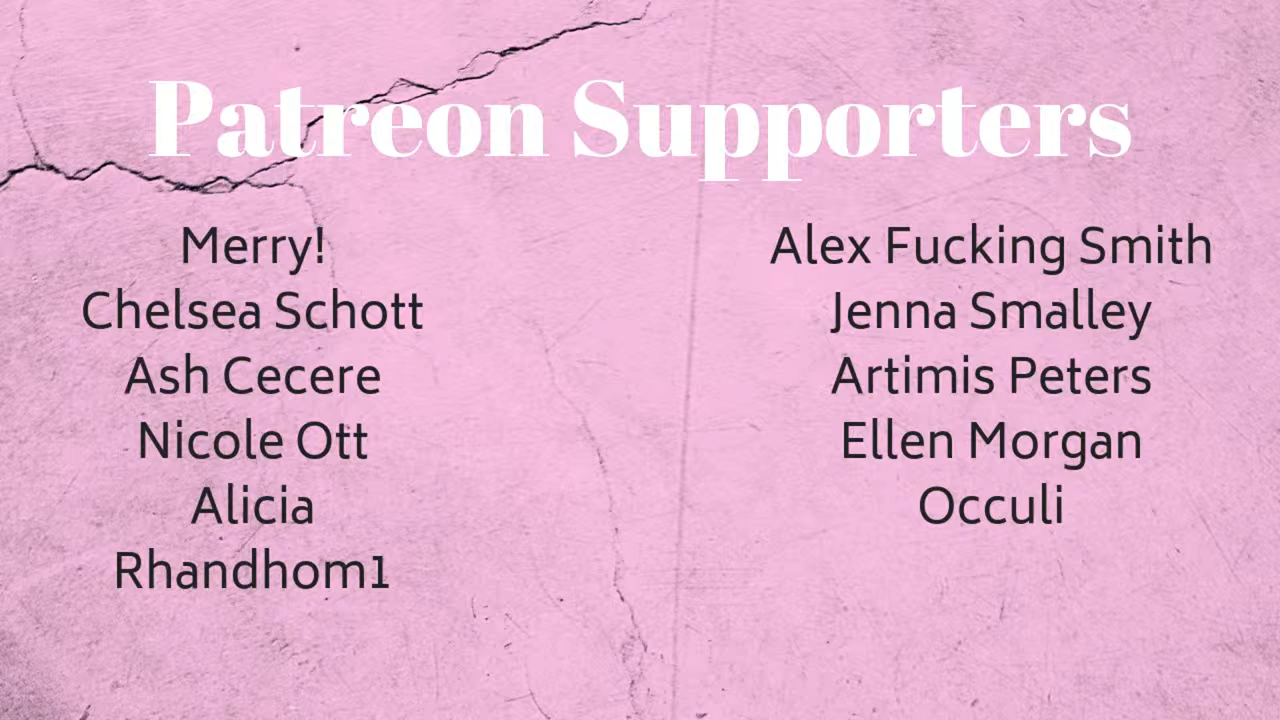 Patreon Supporters
Merry!
Chelsea Schott
Ash Cecere
Nicole Ott
Alicia
Rhandhom1
Alex Fucking Smith
Jenna Smalley
Artimis Peters
Ellen Morgan
Occuli